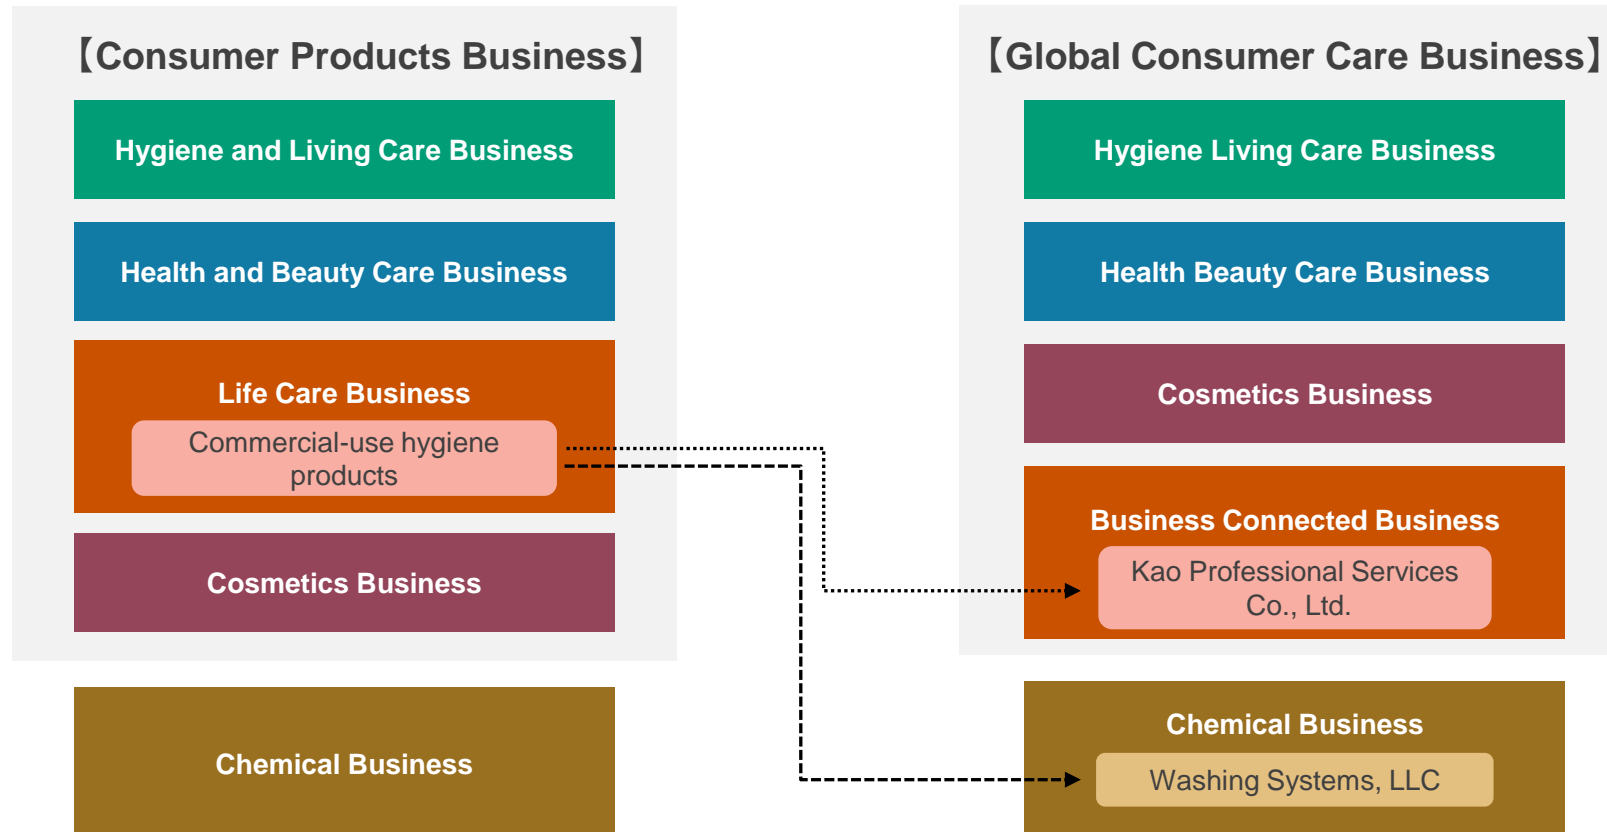 【Consumer Products Business】
Hygiene and Living Care Business
Health and Beauty Care Business
Life Care Business
Commercial-use hygiene
products
Cosmetics Business
Chemical Business
【Global Consumer Care Business】
Hygiene Living Care Business
Health Beauty Care Business
Cosmetics Business
Business Connected Business
Kao Professional Services
Co., Ltd.
Chemical Business
Washing Systems, LLC